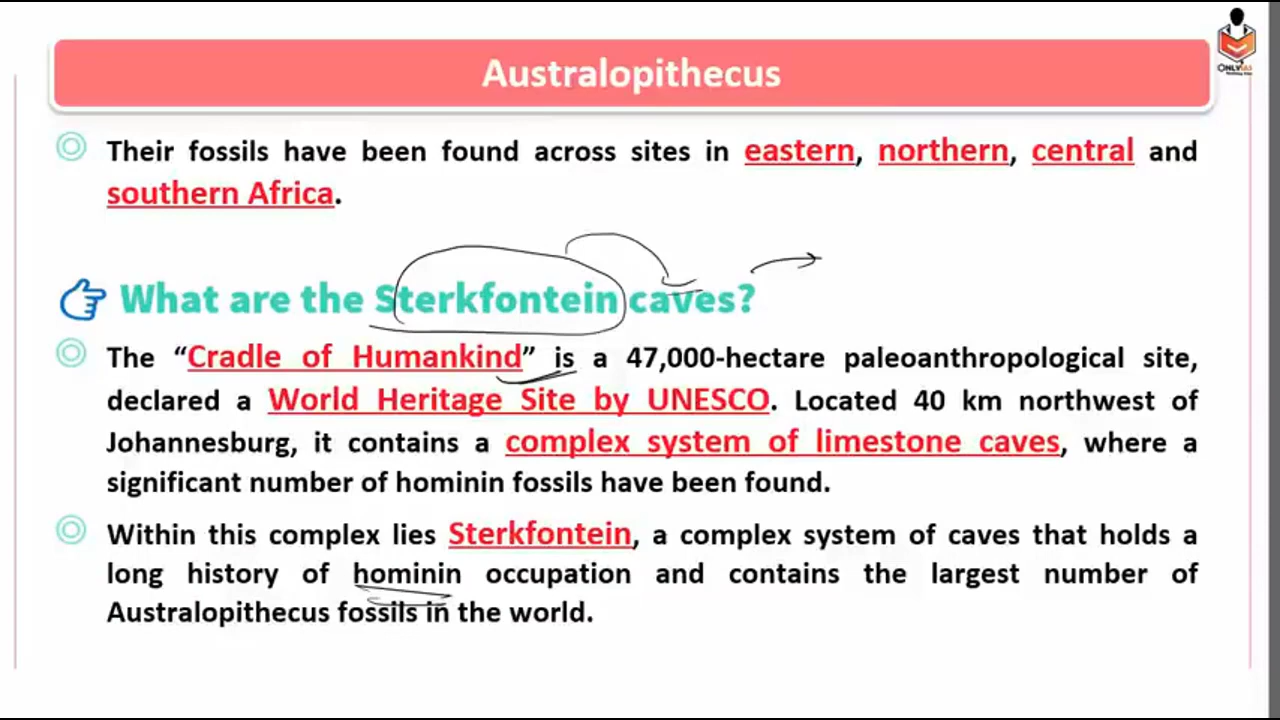 Australopithecus
ONLYIAS
Their fossils have been found across sites in eastern, northern, central and
southern Africa.
What are the Sterkfontein caves?
The “Cradle of Humankind” is a 47,000-hectare paleoanthropological site,
declared a World Heritage Site by UNESCO. Located 40 km northwest of
Johannesburg, it contains a complex system of limestone caves, where a
significant number of hominin fossils have been found.
Within this complex lies Sterkfontein, a complex system of caves that holds a
long history of hominin occupation and contains the largest number of
Australopithecus fossils in the world.